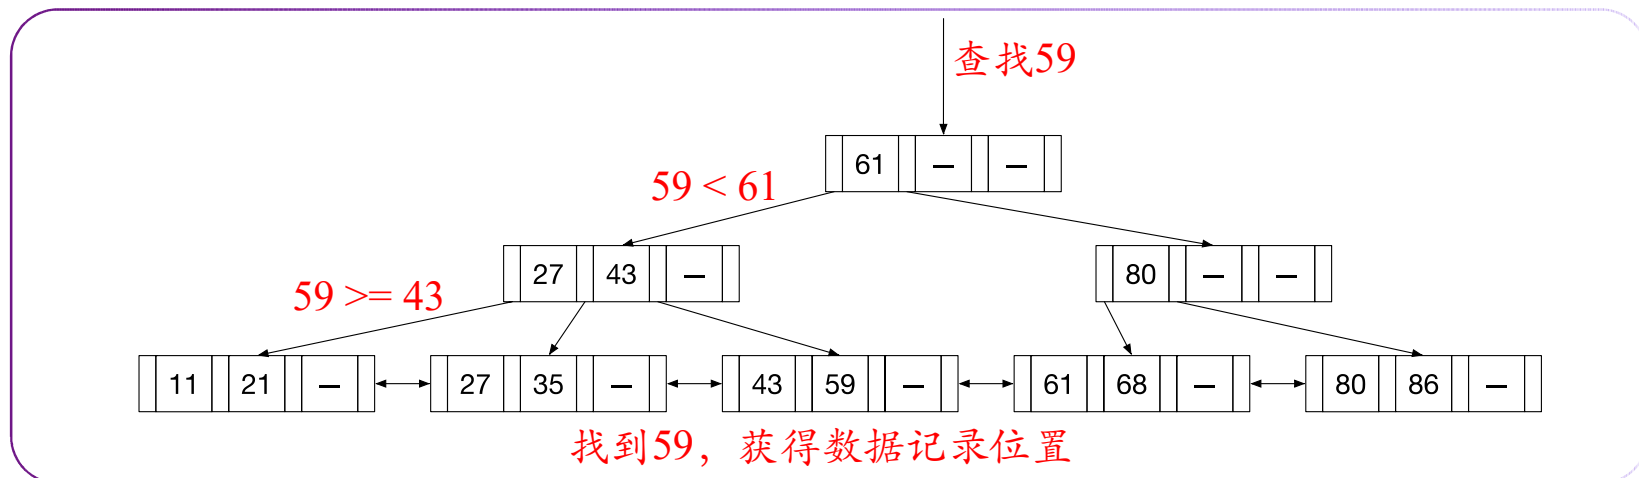 查找59
61 — —
59 < 61
27 43 —
80 — —
59 >= 43
11 21 —
27 35 —
43 59 —
61 68 —
80 86 —
找到59，获得数据记录位置